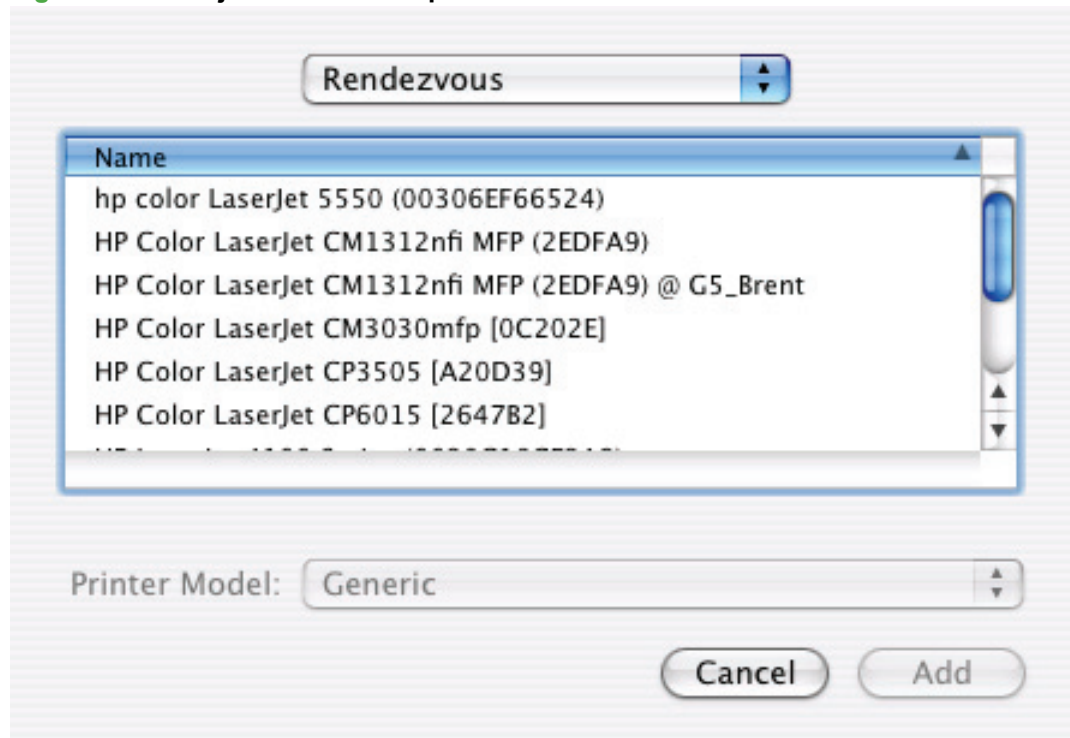 Rendezvous
Name
hp color LaserJet 5550 (00306EF66524)
HP Color LaserJet CM1312nfi MFP (2EDFA9)
HP Color LaserJet CM1312nfi MFP (2EDFA9) @ G5_Brent
HP Color LaserJet CM3030mfp [0C202E]
HP Color LaserJet CP3505 [A20D39]
HP Color LaserJet CP6015 [2647B2]
Printer Model: Generic
Cancel Add